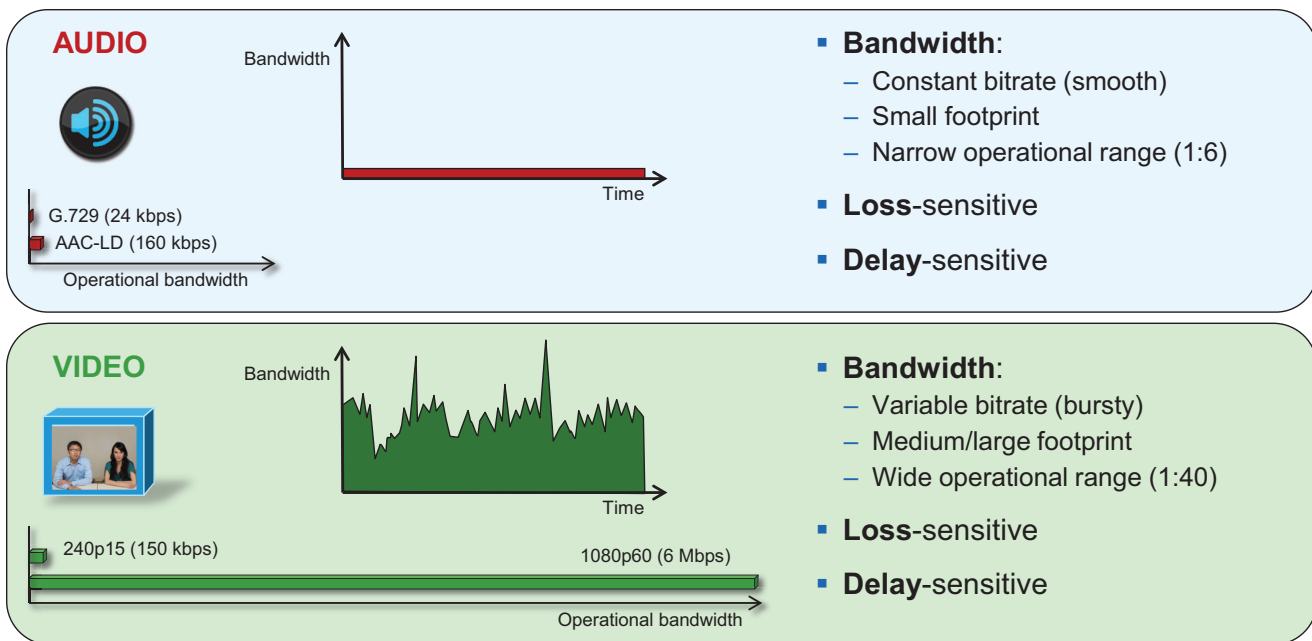 AUDIO
Bandwidth
Time
G.729 (24 kbps)
AAC-LD (160 kbps)
Operational bandwidth
▪ Bandwidth:
– Constant bitrate (smooth)
– Small footprint
– Narrow operational range (1:6)
▪ Loss-sensitive
▪ Delay-sensitive
VIDEO
Bandwidth
Time
240p15 (150 kbps)
1080p60 (6 Mbps)
Operational bandwidth
▪ Bandwidth:
– Variable bitrate (bursty)
– Medium/large footprint
– Wide operational range (1:40)
▪ Loss-sensitive
▪ Delay-sensitive